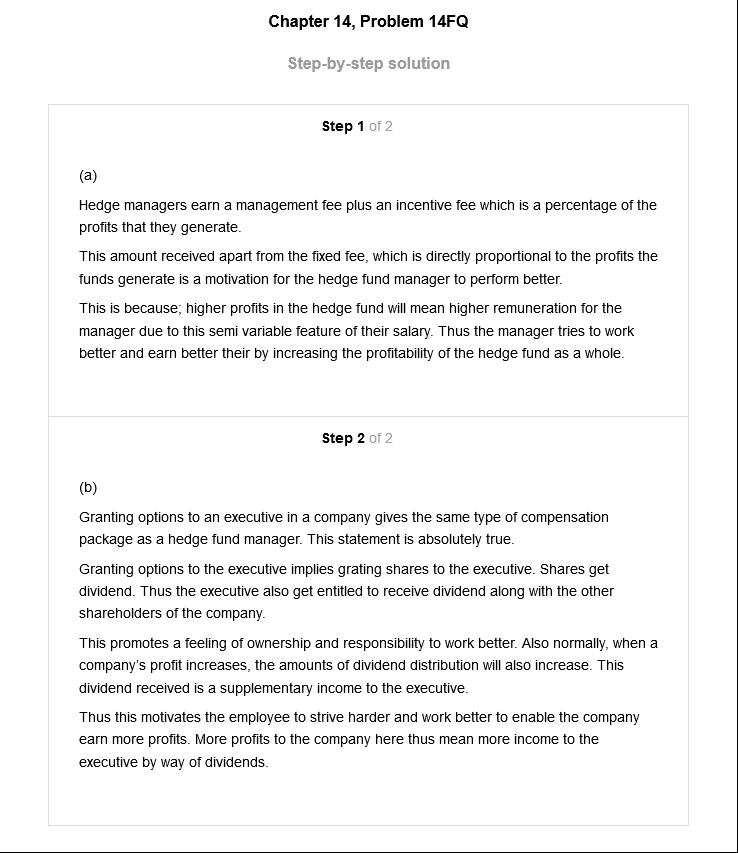 Chapter 14, Problem 14FQ
Step-by-step solution
Step 1 of 2
(a)
Hedge managers earn a management fee plus an incentive fee which is a percentage of the
profits that they generate.
This amount received apart from the fixed fee, which is directly proportional to the profits the
funds generate is a motivation for the hedge fund manager to perform better.
This is because; higher profits in the hedge fund will mean higher remuneration for the
manager due to this semi variable feature of their salary. Thus the manager tries to work
better and earn better their by increasing the profitability of the hedge fund as a whole.
Step 2 of 2
(b)
Granting options to an executive in a company gives the same type of compensation
package as a hedge fund manager. This statement is absolutely true.
Granting options to the executive implies grating shares to the executive. Shares get
dividend. Thus the executive also get entitled to receive dividend along with the other
shareholders of the company.
This promotes a feeling of ownership and responsibility to work better. Also normally, when a
company's profit increases, the amounts of dividend distribution will also increase. This
dividend received is a supplementary income to the executive.
Thus this motivates the employee to strive harder and work better to enable the company
earn more profits. More profits to the company here thus mean more income to the
executive by way of dividends.